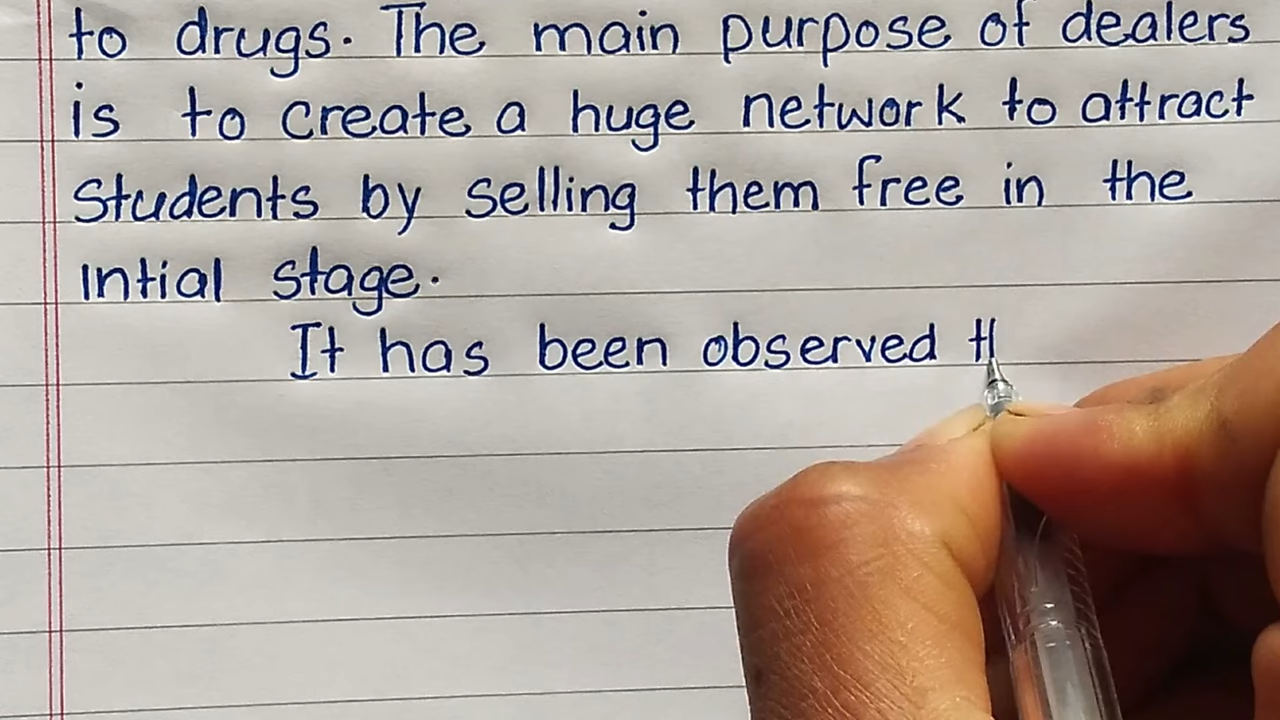 to drugs. The main purpose of dealers
is to create a huge network to attract
Students by selling them free in the
Intial stage.
It has been observed th